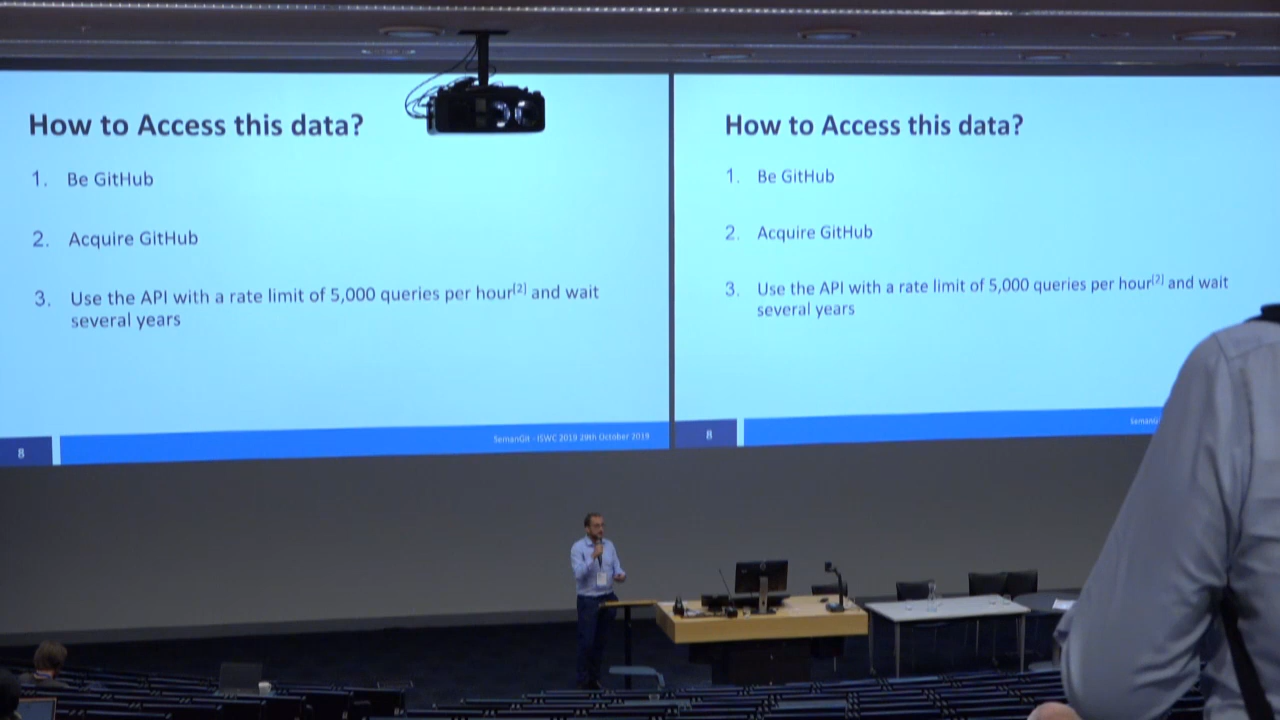 How to Access this data?
1. Be GitHub
2. Acquire GitHub
3. Use the API with a rate limit of 5,000 queries per hour[2] and wait
several years
8
SemanGit - ISWC 2019 29th October 2019
How to Access this data?
1. Be GitHub
2. Acquire GitHub
3. Use the API with a rate limit of 5,000 queries per hour[2] and wait
several years
8